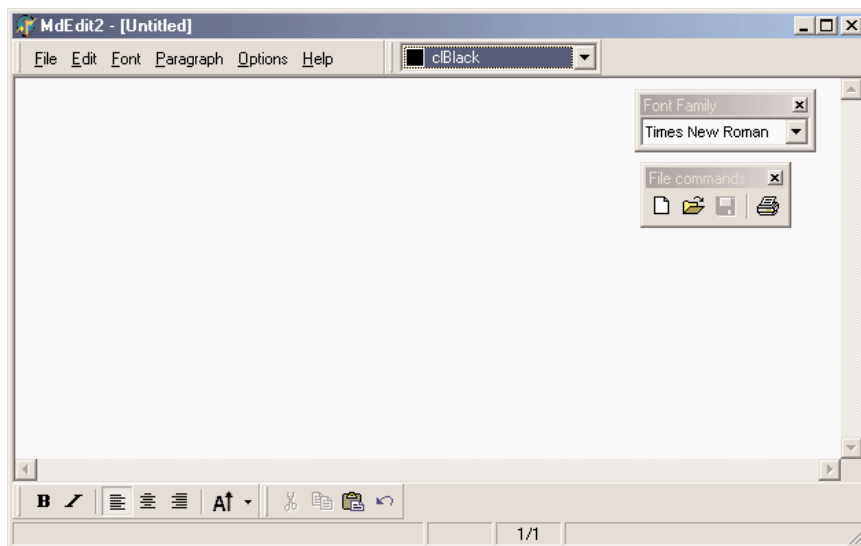 MdEdit2 - [Untitled]
File Edit Font Paragraph Options Help
clBlack
Font Family
Times New Roman
File commands
B I A
1/1